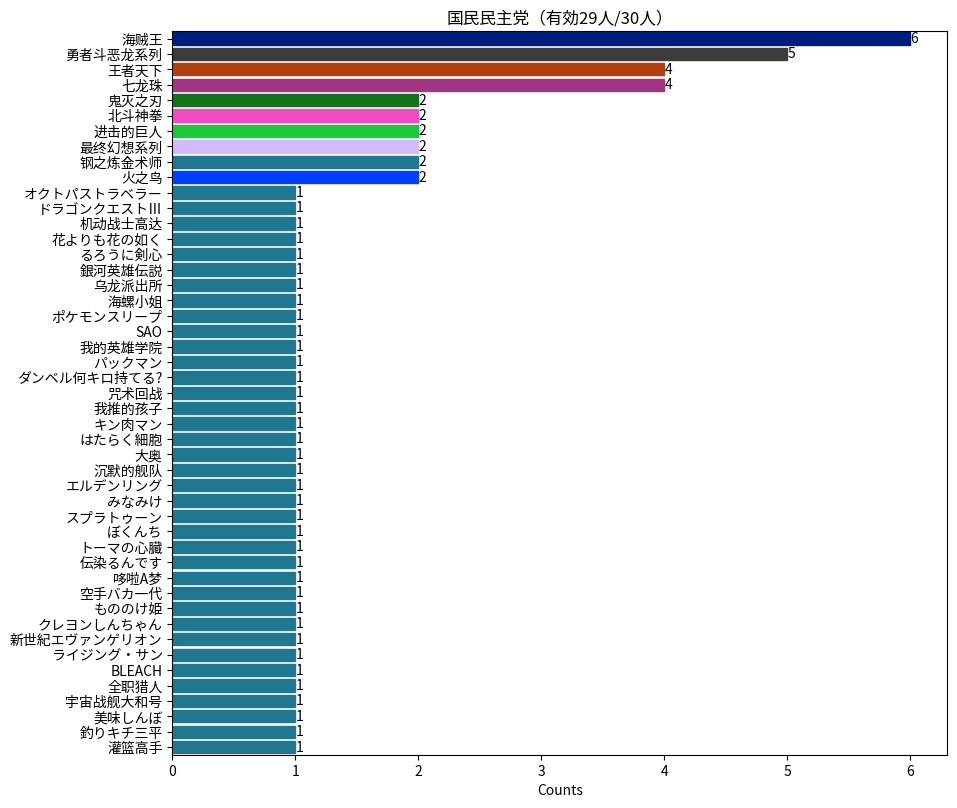 国民民主党（有効29人/30人）
海贼王 6
勇者斗恶龙系列 5
王者天下 4
七龙珠 4
鬼灭之刃 2
北斗神拳 2
进击的巨人 2
最终幻想系列 2
钢之炼金术师 2
火之鸟 2
オクトパストラベラー 1
ドラゴンクエストⅢ 1
机动战士高达 1
花よりも花の如く 1
るろうに剣心 1
銀河英雄伝説 1
乌龙派出所 1
海螺小姐 1
ポケモンスリープ 1
SAO 1
我的英雄学院 1
パックマン 1
ダンベル何キロ持てる? 1
咒术回战 1
我推的孩子 1
キン肉マン 1
はたらく細胞 1
大奥 1
沉默的舰队 1
エルデンリング 1
みなみけ 1
スプラトゥーン 1
ぼくんち 1
トーマの心臓 1
伝染るんです 1
哆啦A梦 1
空手バカ一代 1
もののけ姫 1
クレヨンしんちゃん 1
新世紀エヴァンゲリオン 1
ライジング・サン 1
BLEACH 1
全职猎人 1
宇宙战舰大和号 1
美味しんぼ 1
釣りキチ三平 1
灌篮高手 1
0 1 2 3 4 5 6
Counts